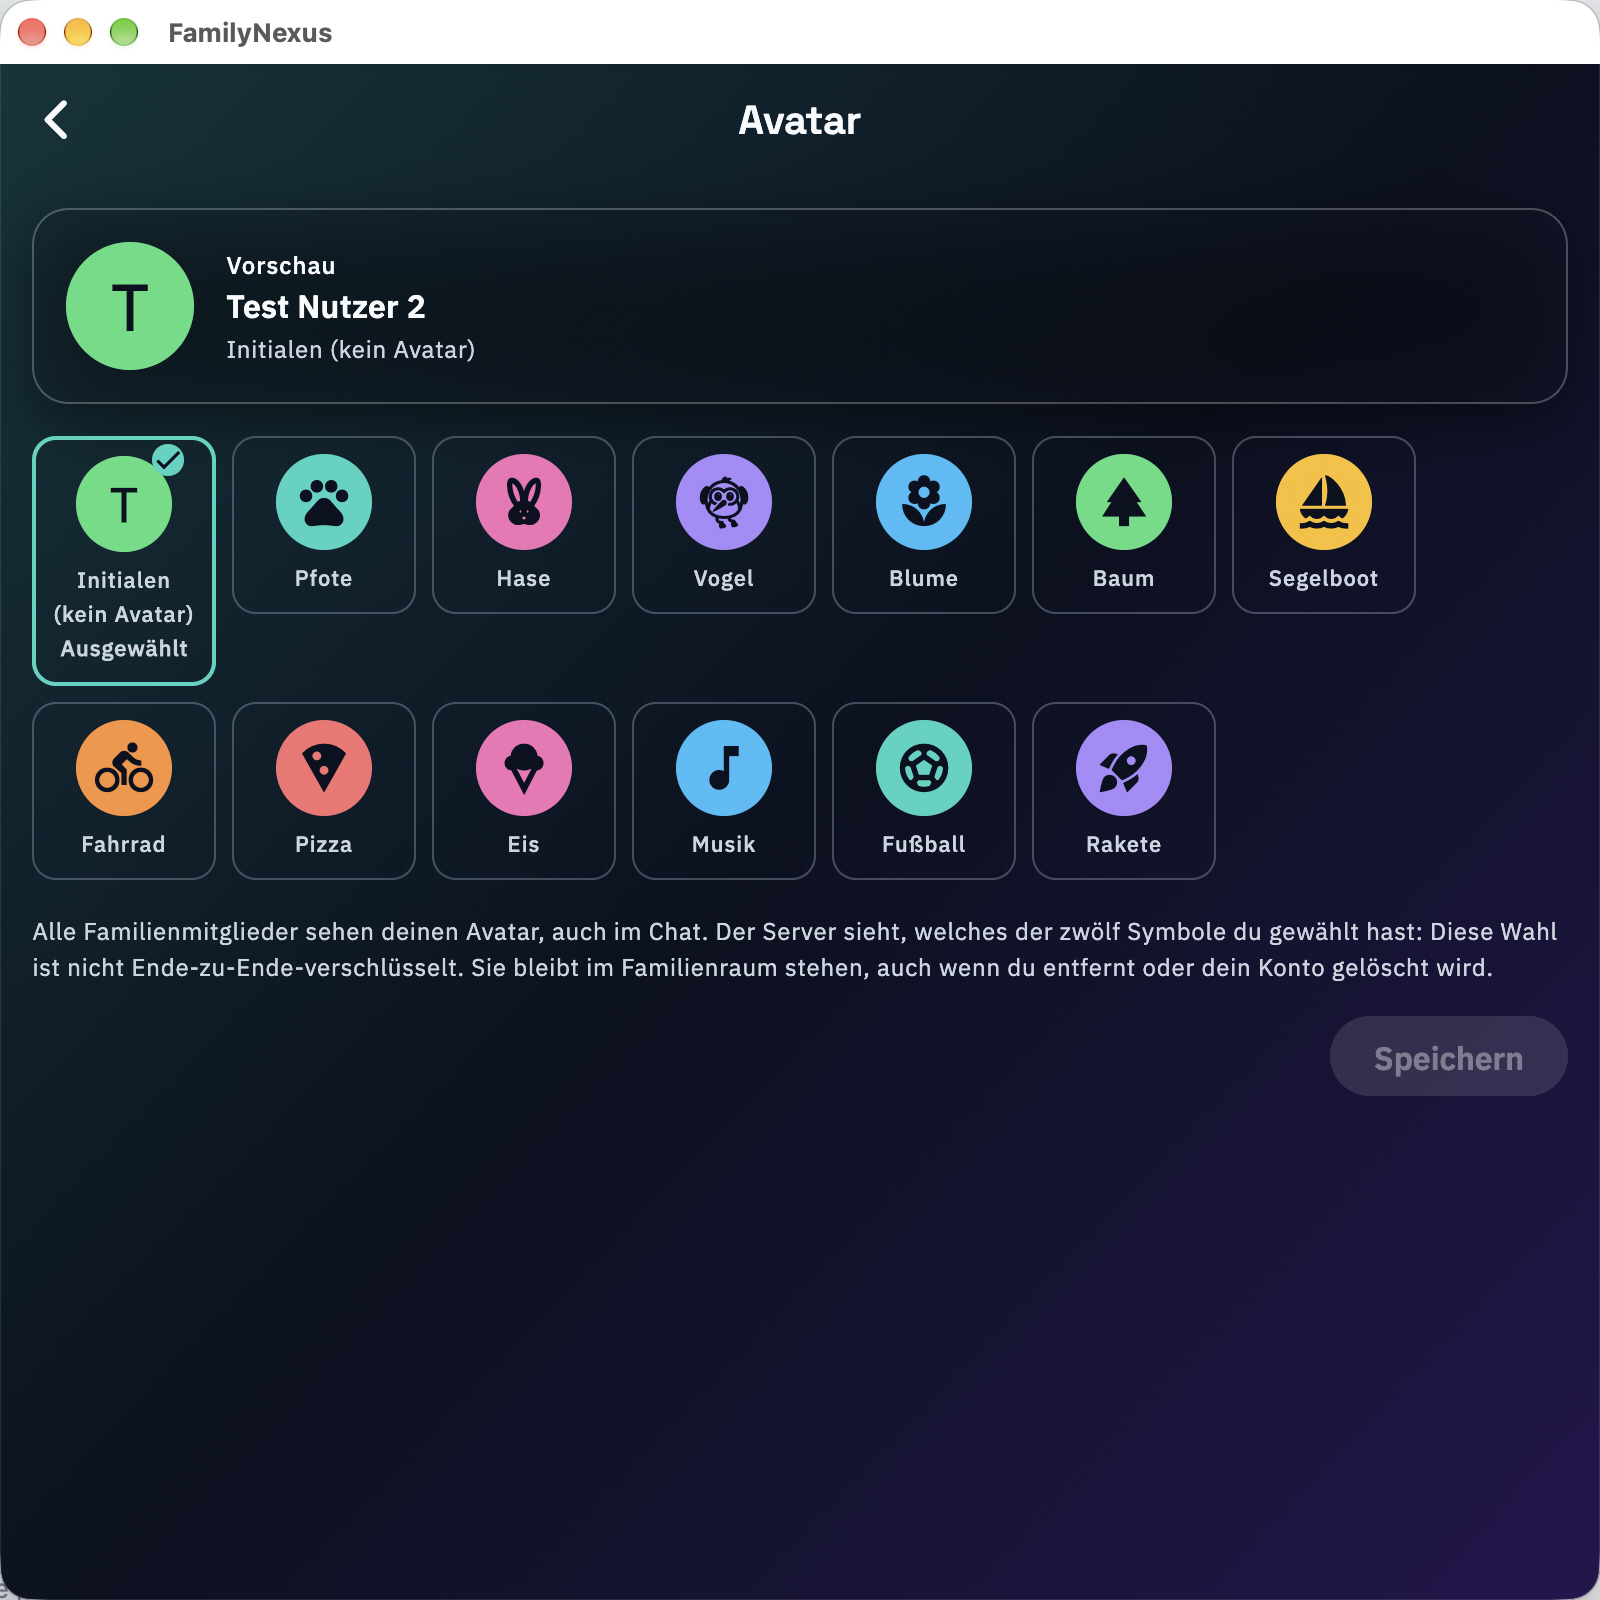 FamilyNexus
Avatar
T
Vorschau
Test Nutzer 2
Initialen (kein Avatar)
T
Initialen
(kein Avatar)
Ausgewählt
Pfote
Hase
Vogel
Blume
Baum
Segelboot
Fahrrad
Pizza
Eis
Musik
Fußball
Rakete
Alle Familienmitglieder sehen deinen Avatar, auch im Chat. Der Server sieht, welches der zwölf Symbole du gewählt hast: Diese Wahl
ist nicht Ende-zu-Ende-verschlüsselt. Sie bleibt im Familienraum stehen, auch wenn du entfernt oder dein Konto gelöscht wird.
Speichern